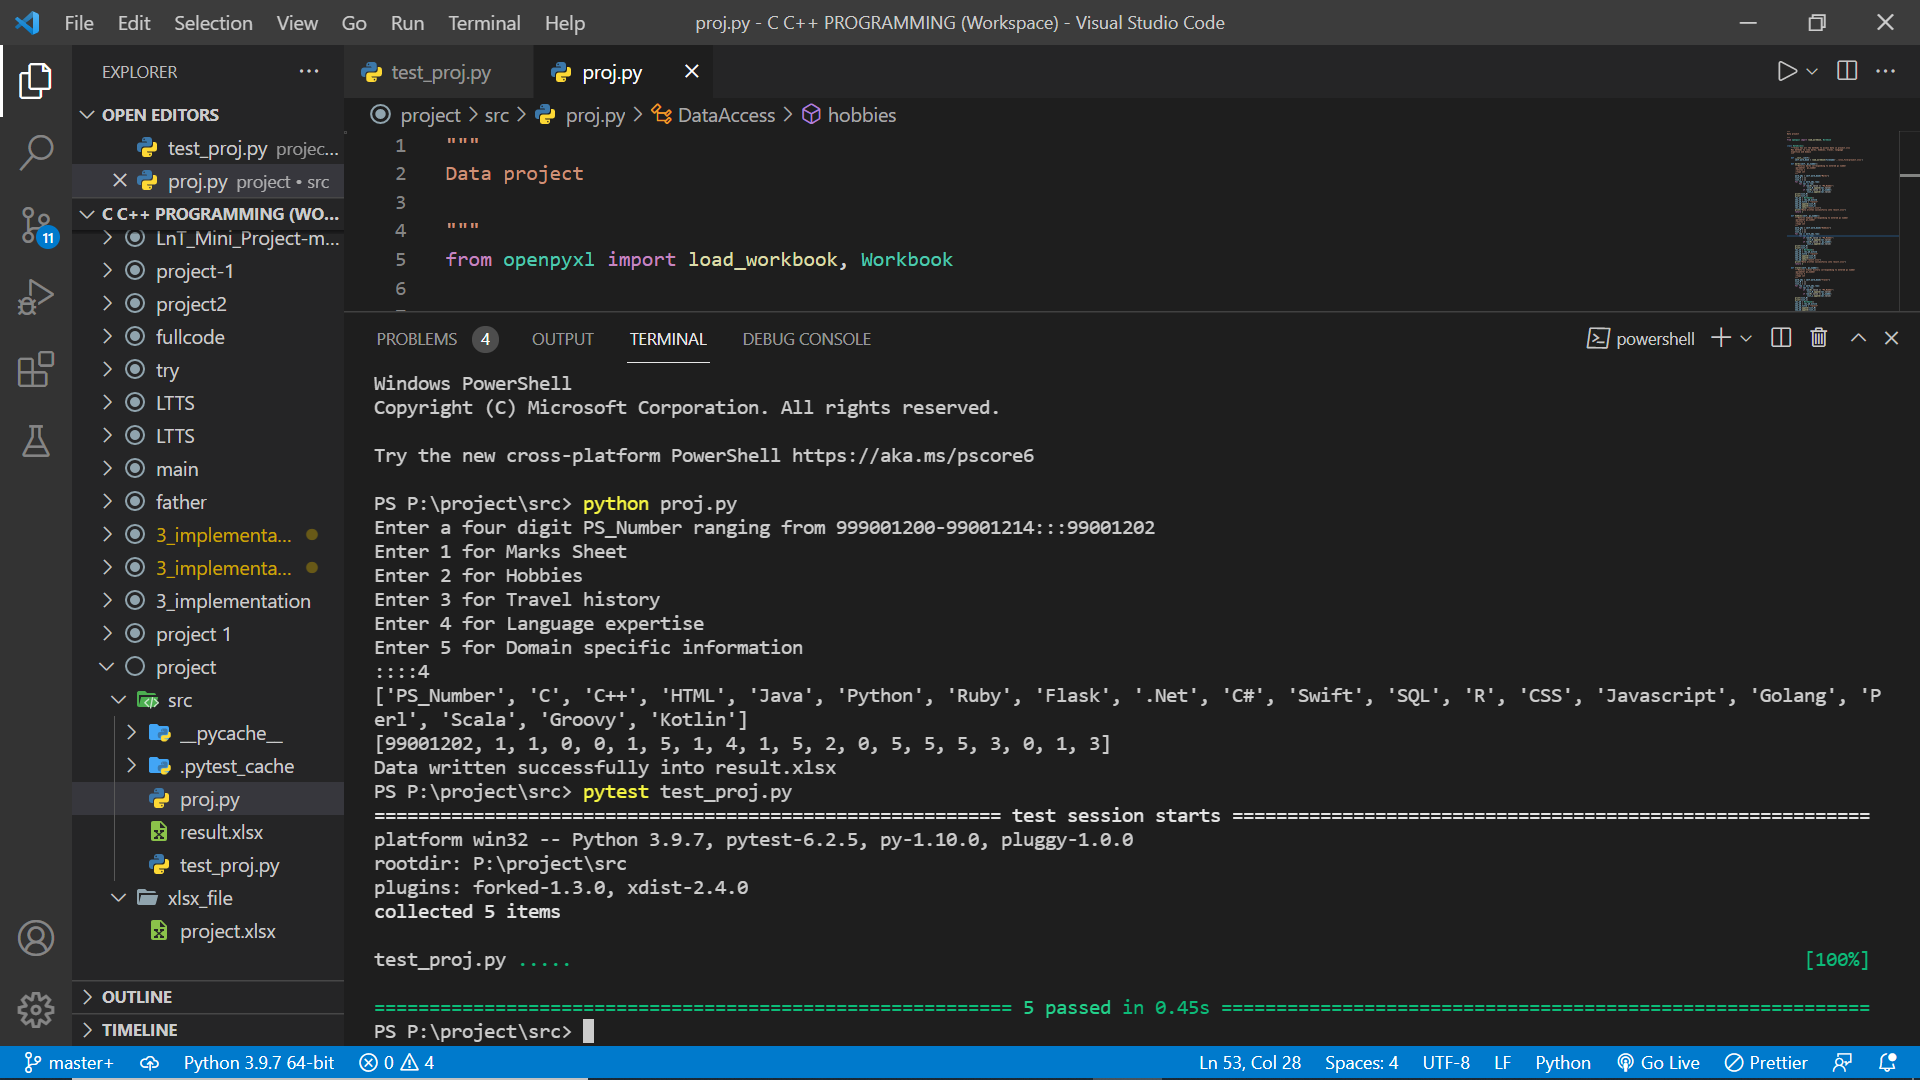 File Edit Selection View Go Run Terminal Help proj.py - C C++ PROGRAMMING (Workspace) - Visual Studio Code
EXPLORER
OPEN EDITORS
test_proj.py projec...
proj.py project • src
C C++ PROGRAMMING (WO...
LnT_Mini_Project-m...
project-1
project2
fullcode
try
LTTS
LTTS
main
father
3_implementa...
3_implementa...
3_implementation
project 1
project
src
__pycache__
.pytest_cache
proj.py
result.xlsx
test_proj.py
xlsx_file
project.xlsx
OUTLINE
TIMELINE
11
test_proj.py proj.py
project > src > proj.py > DataAccess > hobbies
1 """
2 Data project
3
4 """
5 from openpyxl import load_workbook, Workbook
6
PROBLEMS 4 OUTPUT TERMINAL DEBUG CONSOLE powershell
Windows PowerShell
Copyright (C) Microsoft Corporation. All rights reserved.
Try the new cross-platform PowerShell https://aka.ms/pscore6
PS P:\project\src> python proj.py
Enter a four digit PS_Number ranging from 999001200-99001214:::99001202
Enter 1 for Marks Sheet
Enter 2 for Hobbies
Enter 3 for Travel history
Enter 4 for Language expertise
Enter 5 for Domain specific information
::::4
['PS_Number', 'C', 'C++', 'HTML', 'Java', 'Python', 'Ruby', 'Flask', '.Net', 'C#', 'Swift', 'SQL', 'R', 'CSS', 'Javascript', 'Golang', 'P
erl', 'Scala', 'Groovy', 'Kotlin']
[99001202, 1, 1, 0, 0, 1, 5, 1, 4, 1, 5, 2, 0, 5, 5, 5, 3, 0, 1, 3]
Data written successfully into result.xlsx
PS P:\project\src> pytest test_proj.py
========================================================= test session starts ==========================================================
platform win32 -- Python 3.9.7, pytest-6.2.5, py-1.10.0, pluggy-1.0.0
rootdir: P:\project\src
plugins: forked-1.3.0, xdist-2.4.0
collected 5 items
test_proj.py ..... [100%]
========================================================== 5 passed in 0.45s ===========================================================
PS P:\project\src>
master+ Python 3.9.7 64-bit 0 4 Ln 53, Col 28 Spaces: 4 UTF-8 LF Python Go Live Prettier